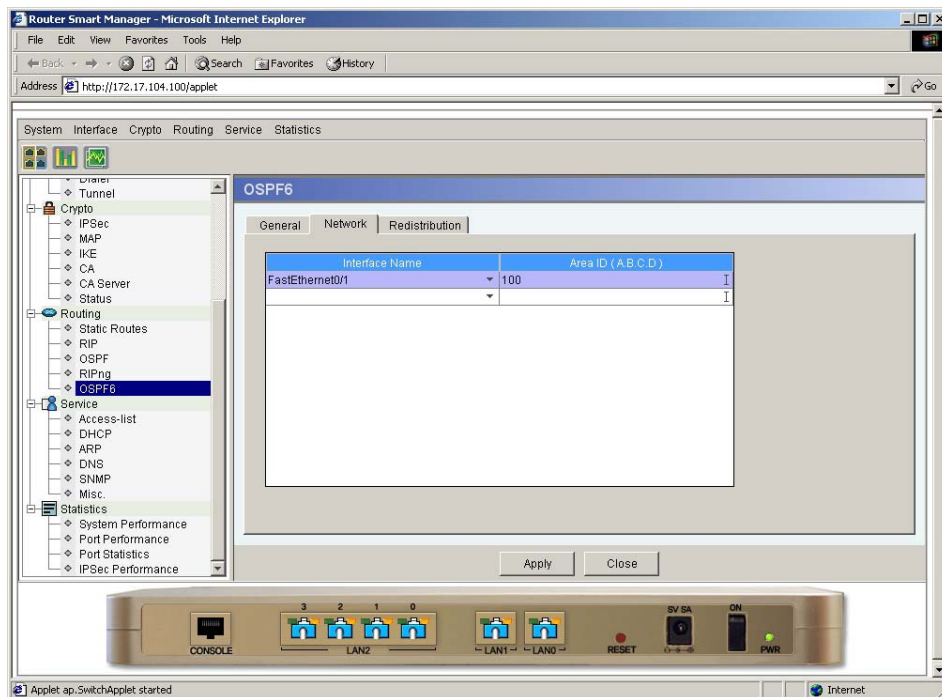 Router Smart Manager - Microsoft Internet Explorer
File Edit View Favorites Tools Help
Back Search Favorites History
Address http://172.17.104.100/applet Go
System Interface Crypto Routing Service Statistics
Dialer
Tunnel
Crypto
IPSec
MAP
IKE
CA
CA Server
Status
Routing
Static Routes
RIP
OSPF
RIPng
OSPF6
Service
Access-list
DHCP
ARP
DNS
SNMP
Misc.
Statistics
System Performance
Port Performance
Port Statistics
IPSec Performance
OSPF6
General Network Redistribution
Interface Name Area ID ( A.B.C.D )
FastEthernet0/1 100
Apply Close
3 2 1 0
CONSOLE LAN2 LAN1 LAN0 RESET 5V 5A ON PWR
Applet ap.SwitchApplet started Internet